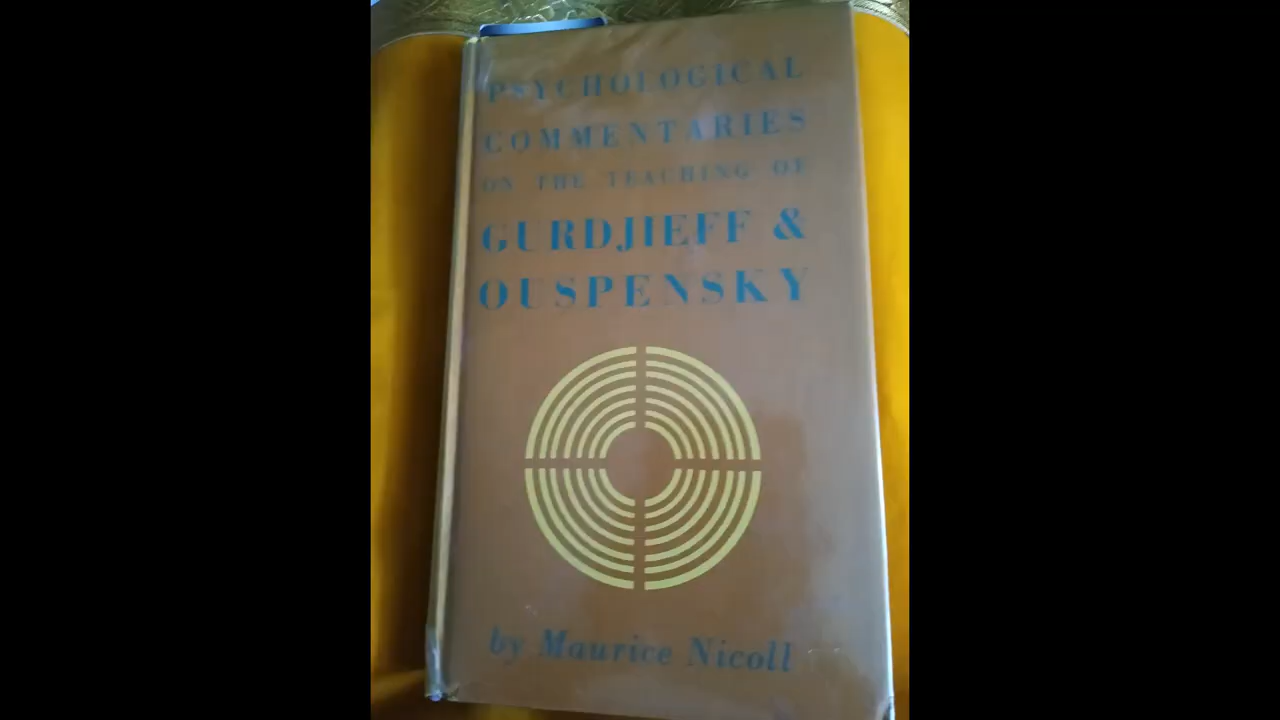 PSYCHOLOGICAL
COMMENTARIES
ON THE TEACHING OF
GURDJIEFF &
OUSPENSKY
by Maurice Nicoll